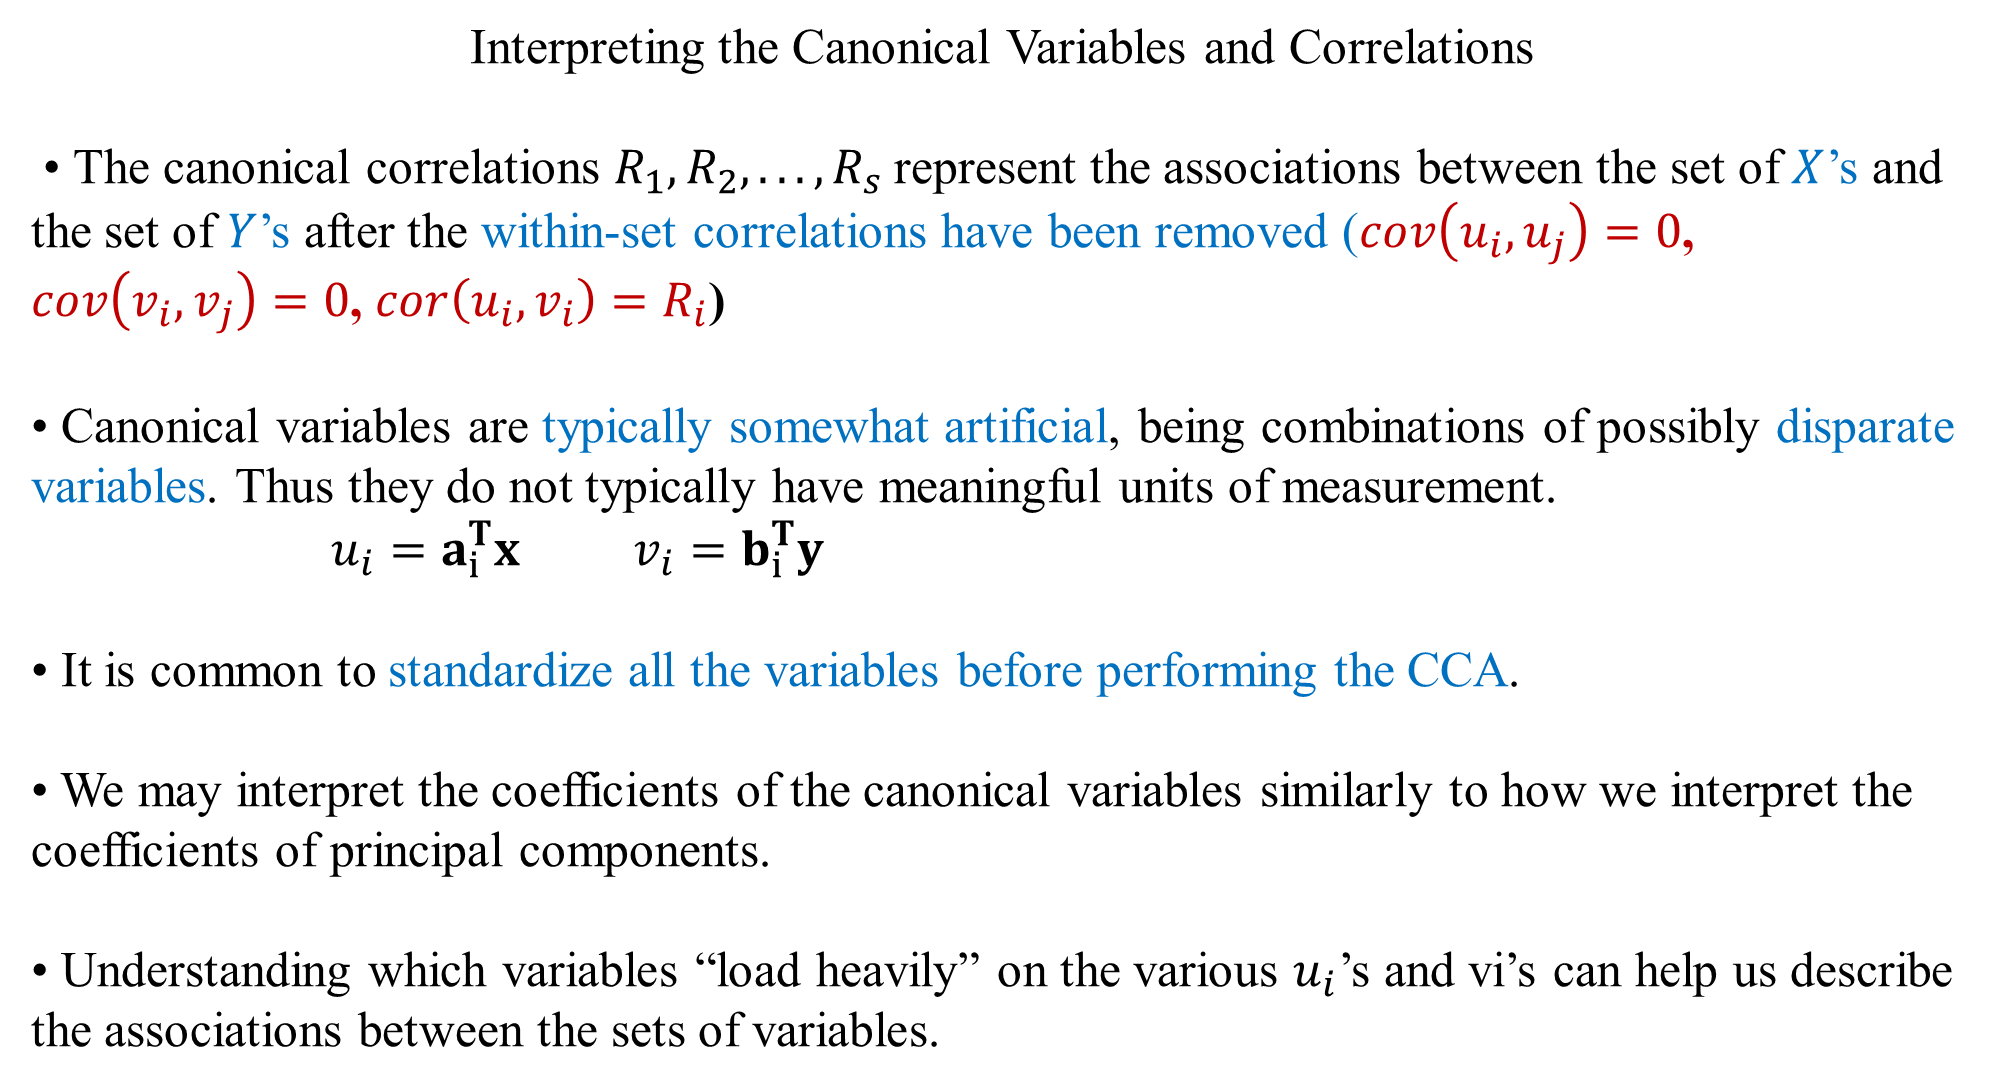 Interpreting the Canonical Variables and Correlations
• The canonical correlations R₁, R₂, . . . , Rₛ represent the associations between the set of X’s and
the set of Y’s after the within-set correlations have been removed (cov(uᵢ, uⱼ) = 0,
cov(vᵢ, vⱼ) = 0, cor(uᵢ, vᵢ) = Rᵢ)
• Canonical variables are typically somewhat artificial, being combinations of possibly disparate
variables. Thus they do not typically have meaningful units of measurement.
uᵢ = aᵢᵀx vᵢ = bᵢᵀy
• It is common to standardize all the variables before performing the CCA.
• We may interpret the coefficients of the canonical variables similarly to how we interpret the
coefficients of principal components.
• Understanding which variables “load heavily” on the various uᵢ’s and vi’s can help us describe
the associations between the sets of variables.